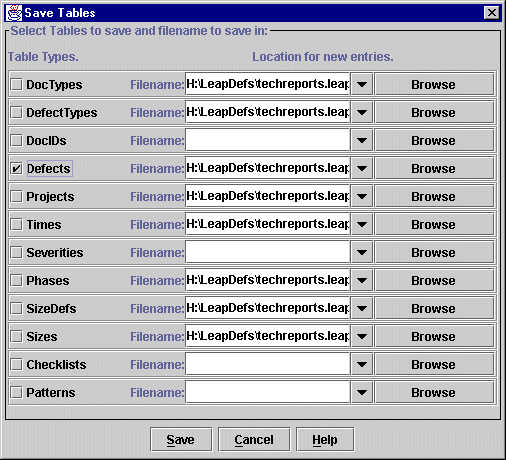 Save Tables
Select Tables to save and filename to save in:
Table Types. Location for new entries.
DocTypes Filename: H:\LeapDefs\techreports.leap Browse
DefectTypes Filename: H:\LeapDefs\techreports.leap Browse
DocIDs Filename: Browse
Defects Filename: H:\LeapDefs\techreports.leap Browse
Projects Filename: H:\LeapDefs\techreports.leap Browse
Times Filename: H:\LeapDefs\techreports.leap Browse
Severities Filename: Browse
Phases Filename: H:\LeapDefs\techreports.leap Browse
SizeDefs Filename: H:\LeapDefs\techreports.leap Browse
Sizes Filename: H:\LeapDefs\techreports.leap Browse
Checklists Filename: Browse
Patterns Filename: Browse
Save Cancel Help